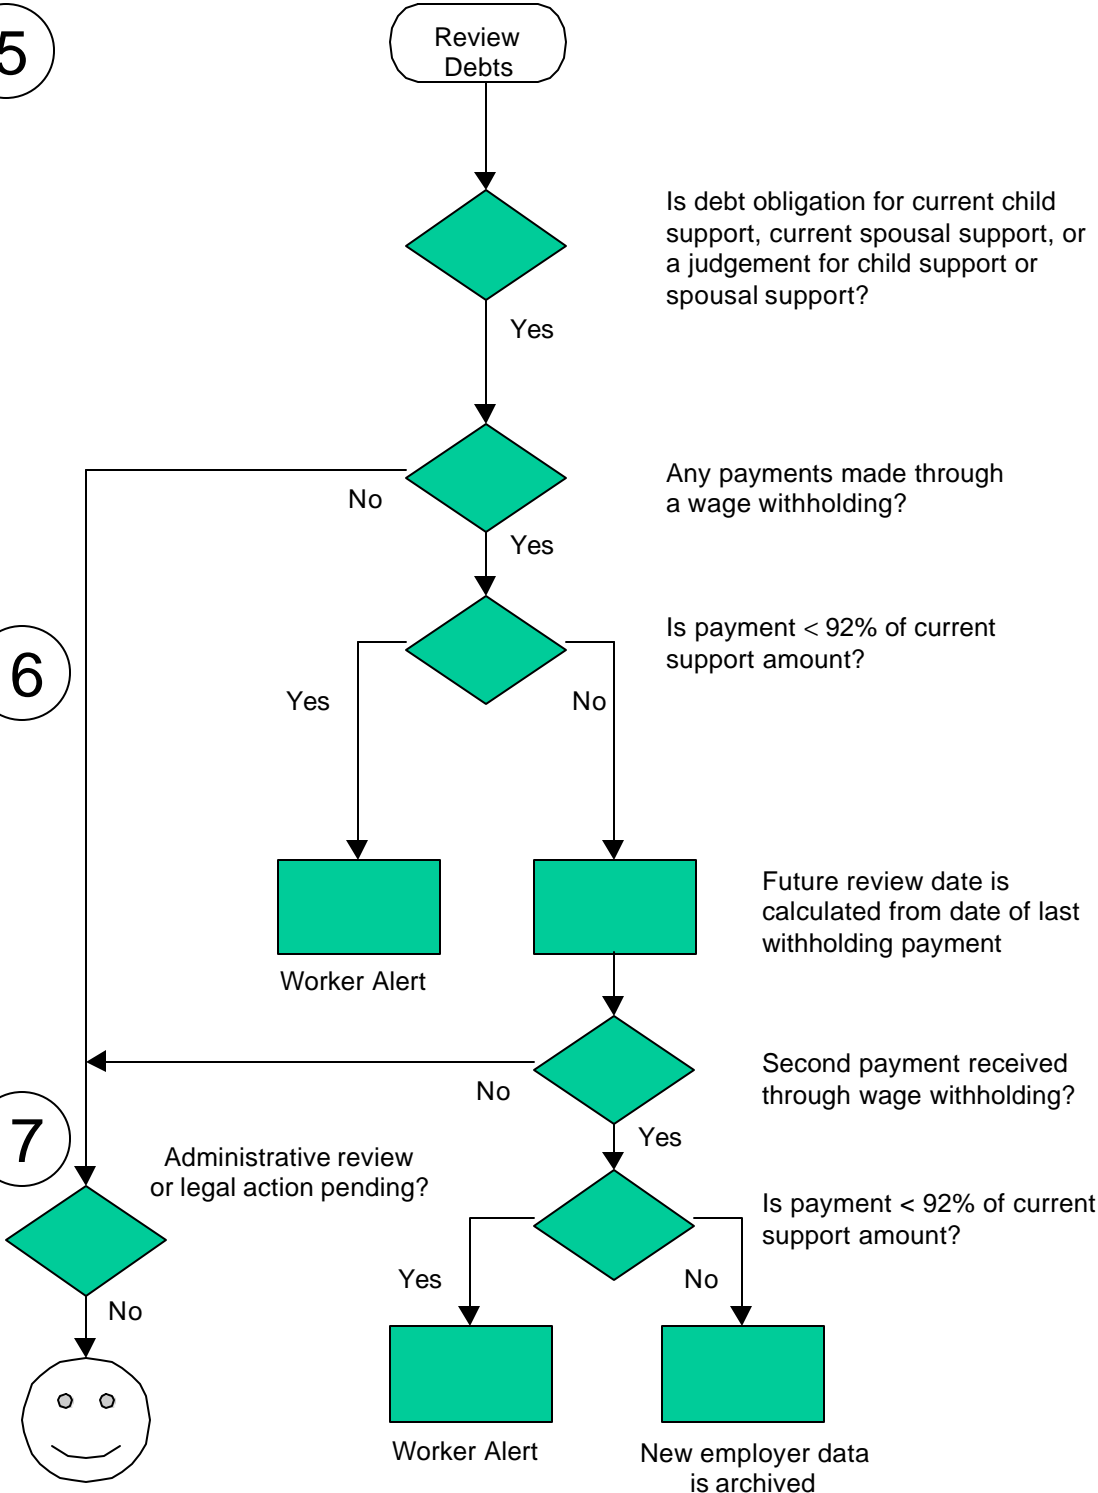 5
Review
Debts
Is debt obligation for current child
support, current spousal support, or
a judgement for child support or
spousal support?
Yes
Any payments made through
a wage withholding?
No
Yes
Is payment < 92% of current
support amount?
6
Yes
No
Future review date is
calculated from date of last
withholding payment
Worker Alert
Second payment received
through wage withholding?
No
7
Yes
Administrative review
or legal action pending?
Is payment < 92% of current
support amount?
Yes
No
No
Worker Alert
New employer data
is archived